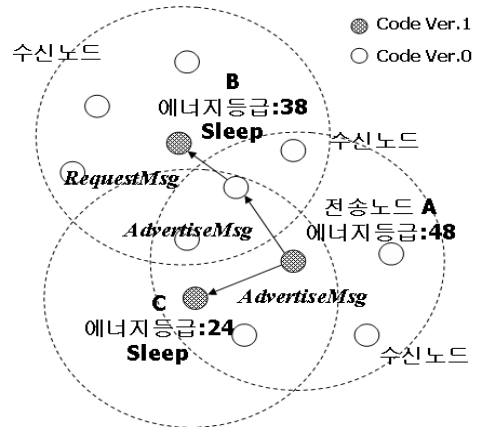 Code Ver.1
Code Ver.0
수신노드
B
에너지등급:38
Sleep
수신노드
RequestMsg
전송노드 A
에너지등급:48
AdvertiseMsg
AdvertiseMsg
C
에너지등급:24
Sleep
수신노드